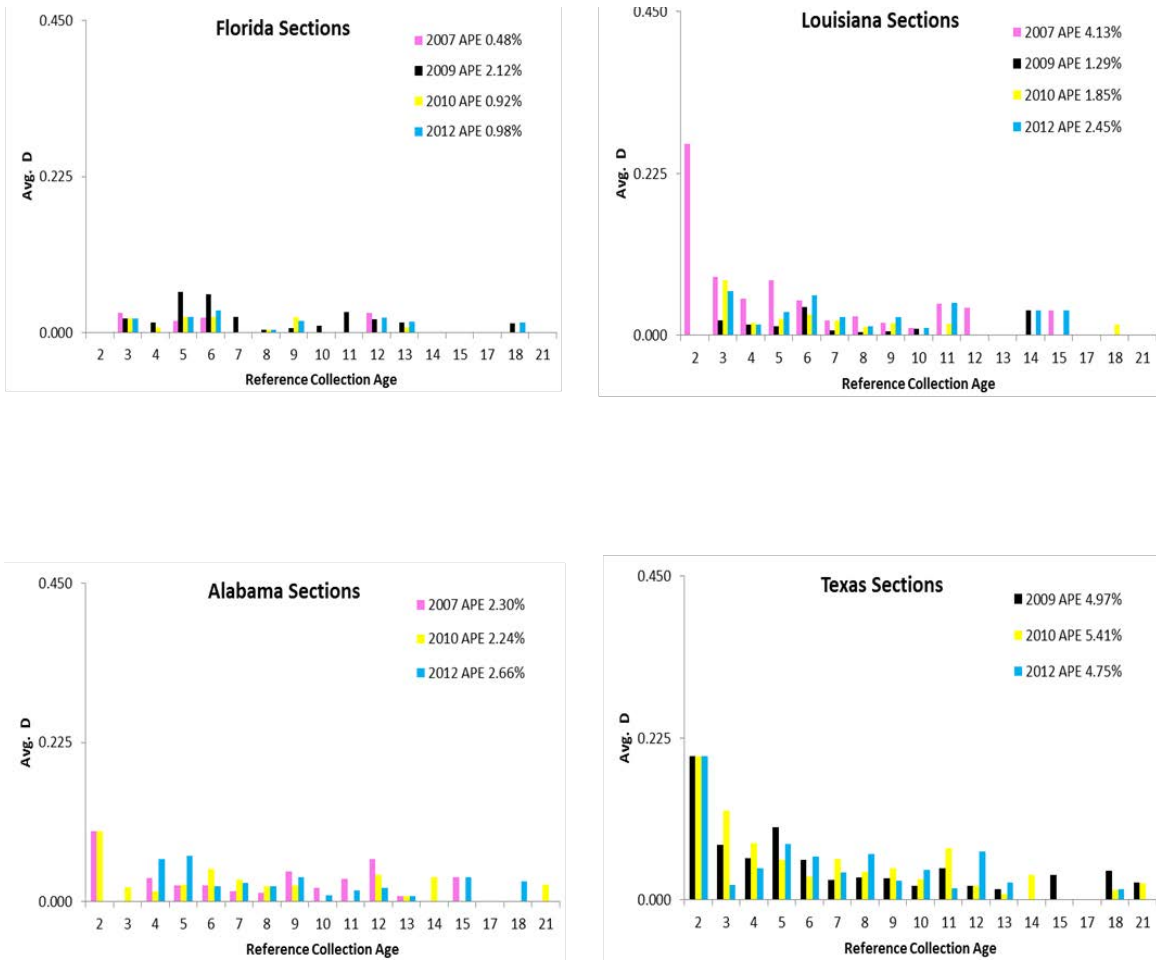 Florida Sections
0.450
0.225
0.000
Avg. D
2007 APE 0.48%
2009 APE 2.12%
2010 APE 0.92%
2012 APE 0.98%
2 3 4 5 6 7 8 9 10 11 12 13 14 15 17 18 21
Reference Collection Age
Louisiana Sections
0.450
0.225
0.000
Avg. D
2007 APE 4.13%
2009 APE 1.29%
2010 APE 1.85%
2012 APE 2.45%
2 3 4 5 6 7 8 9 10 11 12 13 14 15 17 18 21
Reference Collection Age
Alabama Sections
0.450
0.225
0.000
Avg. D
2007 APE 2.30%
2010 APE 2.24%
2012 APE 2.66%
2 3 4 5 6 7 8 9 10 11 12 13 14 15 17 18 21
Reference Collection Age
Texas Sections
0.450
0.225
0.000
Avg. D
2009 APE 4.97%
2010 APE 5.41%
2012 APE 4.75%
2 3 4 5 6 7 8 9 10 11 12 13 14 15 17 18 21
Reference Collection Age